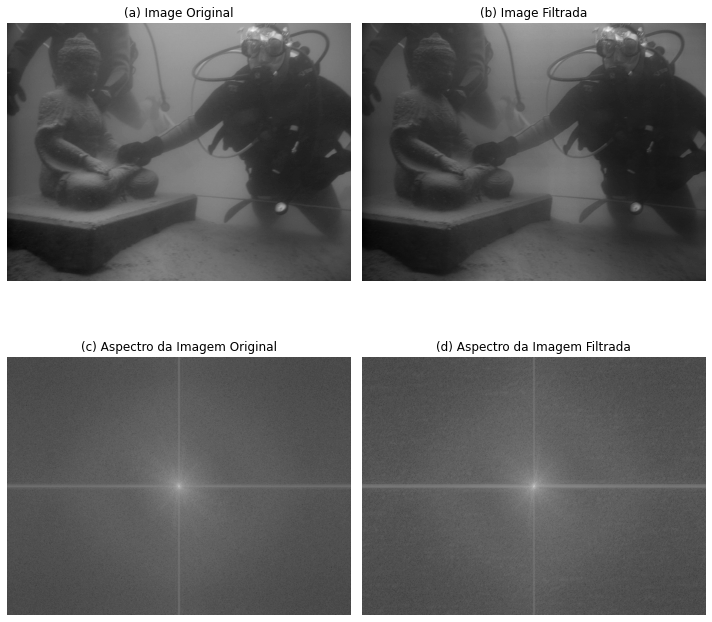 (a) Image Original
(b) Image Filtrada
(c) Aspectro da Imagem Original
(d) Aspectro da Imagem Filtrada